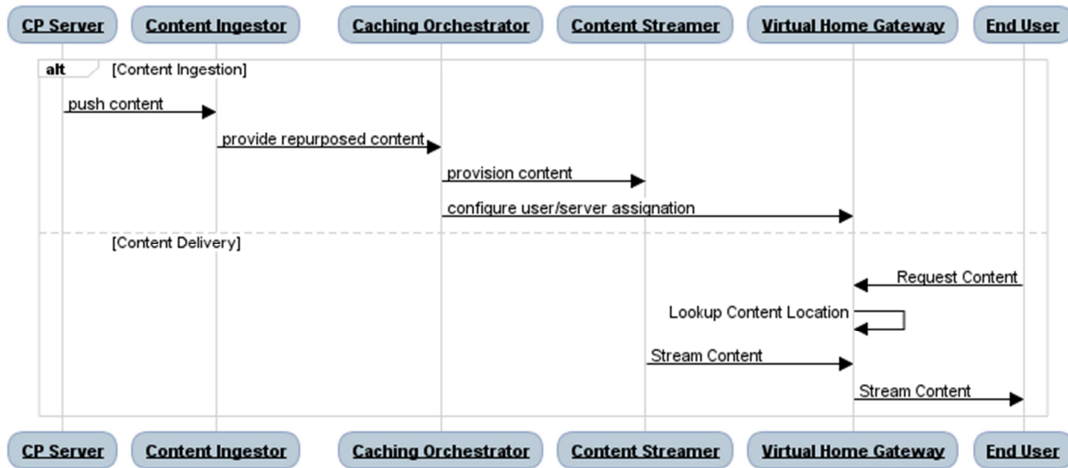 CP Server Content Ingestor Caching Orchestrator Content Streamer Virtual Home Gateway End User
alt [Content Ingestion]
push content
provide repurposed content
provision content
configure user/server assignation
[Content Delivery]
Request Content
Lookup Content Location
Stream Content
Stream Content
CP Server Content Ingestor Caching Orchestrator Content Streamer Virtual Home Gateway End User